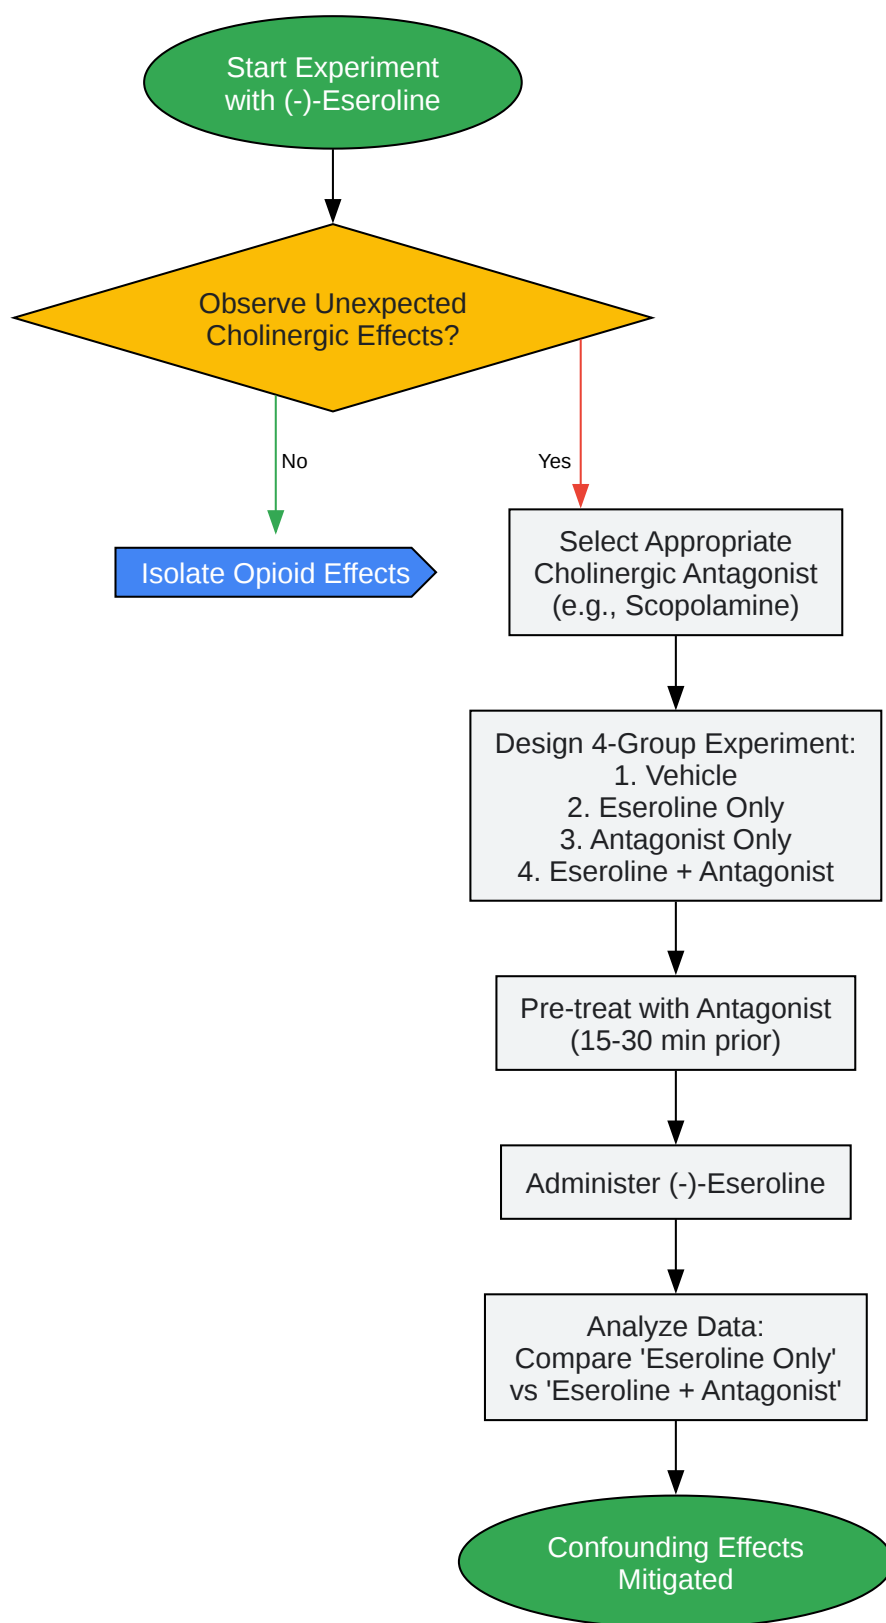 Start Experiment
with (-)-Eseroline
Observe Unexpected
Cholinergic Effects?
No
Yes
Isolate Opioid Effects
Select Appropriate
Cholinergic Antagonist
(e.g., Scopolamine)
Design 4-Group Experiment:
1. Vehicle
2. Eseroline Only
3. Antagonist Only
4. Eseroline + Antagonist
Pre-treat with Antagonist
(15-30 min prior)
Administer (-)-Eseroline
Analyze Data:
Compare 'Eseroline Only'
vs 'Eseroline + Antagonist'
Confounding Effects
Mitigated